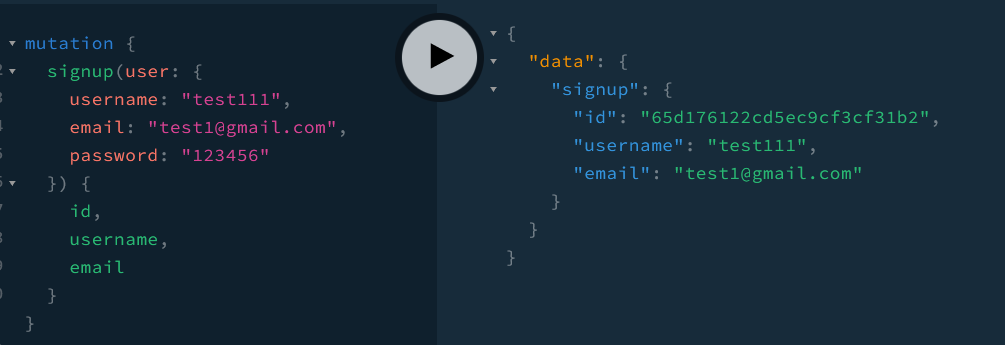 mutation {
signup(user: {
username: "test111",
email: "test1@gmail.com",
password: "123456"
}) {
id,
username,
email
}
}
{
"data": {
"signup": {
"id": "65d176122cd5ec9cf3cf31b2",
"username": "test111",
"email": "test1@gmail.com"
}
}
}